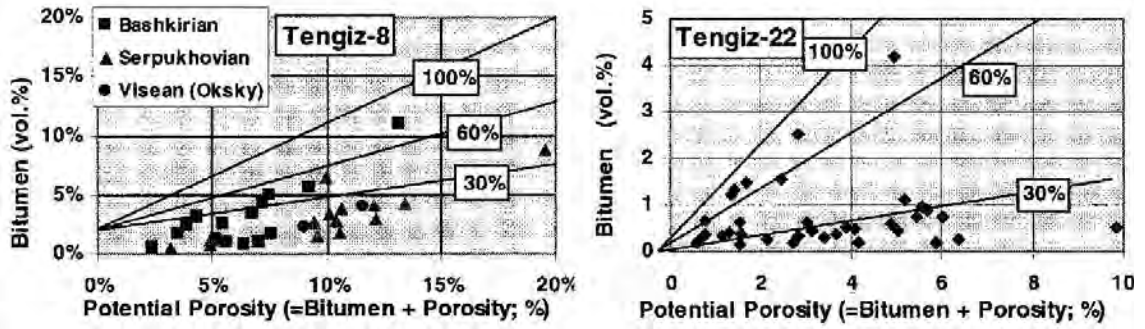 20%
15%
10%
5%
0%
Bitumen (vol.%)
Bashkirian
Serpukhovian
Visean (Oksky)
Tengiz-8
100%
60%
30%
0% 5% 10% 15% 20%
Potential Porosity (=Bitumen + Porosity; %)
5
4
3
2
1
0
Bitumen (vol.%)
Tengiz-22
100%
60%
30%
0 2 4 6 8 10
Potential Porosity (=Bitumen + Porosity; %)